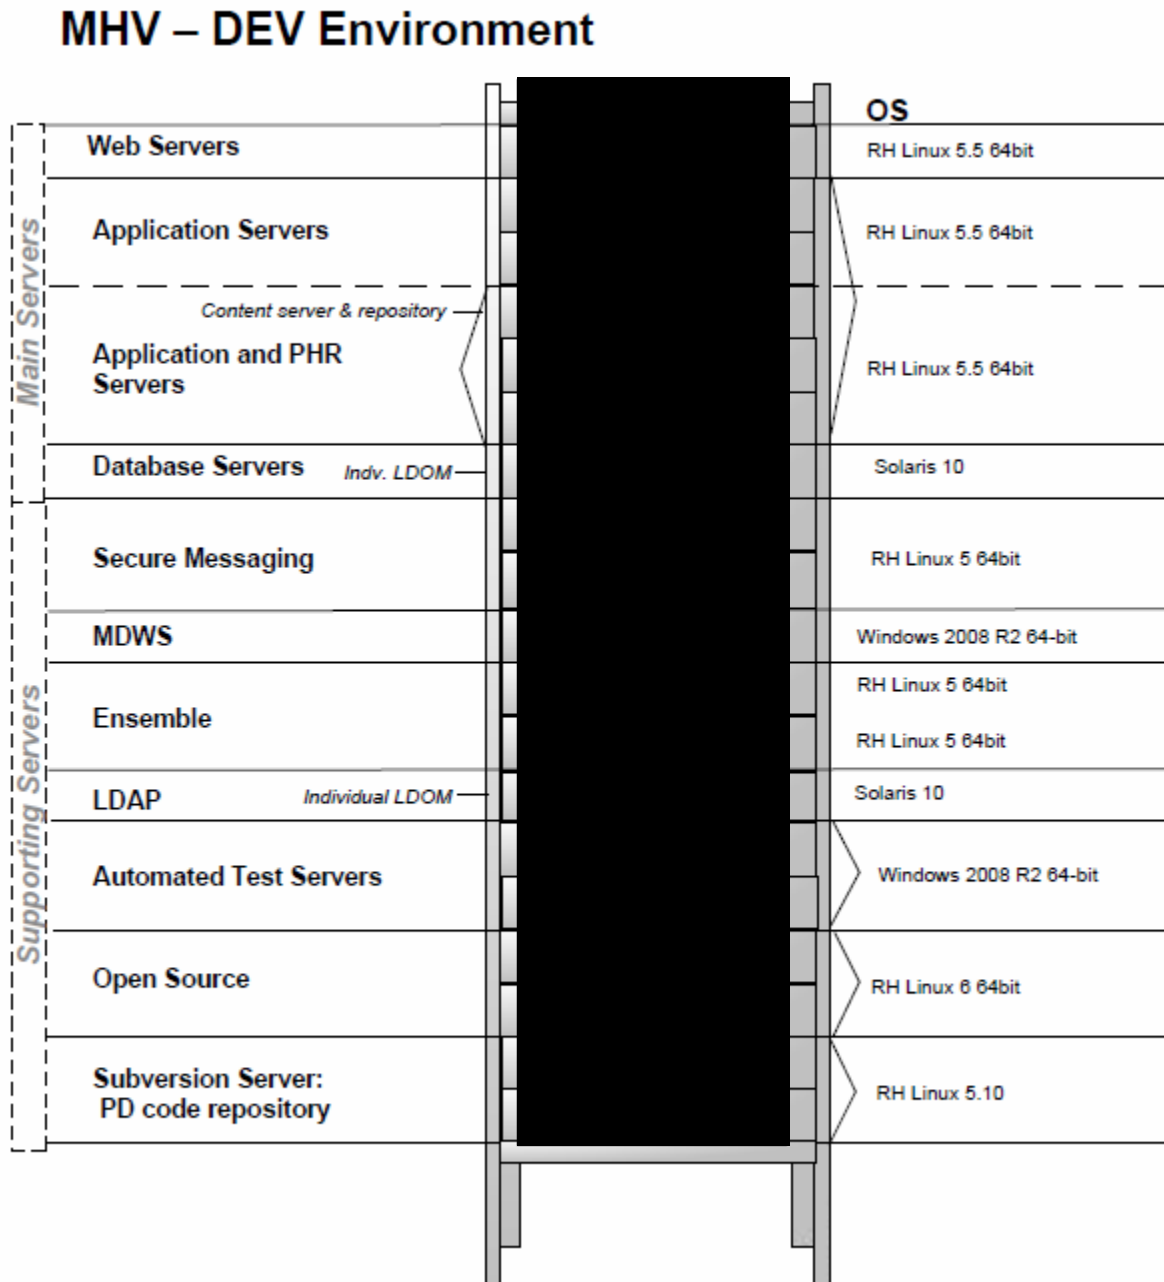 MHV – DEV Environment
OS
Main Servers
Web Servers
RH Linux 5.5 64bit
Application Servers
RH Linux 5.5 64bit
Content server & repository
Application and PHR
Servers
RH Linux 5.5 64bit
Database Servers
Indv. LDOM
Solaris 10
Supporting Servers
Secure Messaging
RH Linux 5 64bit
MDWS
Windows 2008 R2 64-bit
Ensemble
RH Linux 5 64bit
RH Linux 5 64bit
LDAP
Individual LDOM
Solaris 10
Automated Test Servers
Windows 2008 R2 64-bit
Open Source
RH Linux 6 64bit
Subversion Server:
PD code repository
RH Linux 5.10